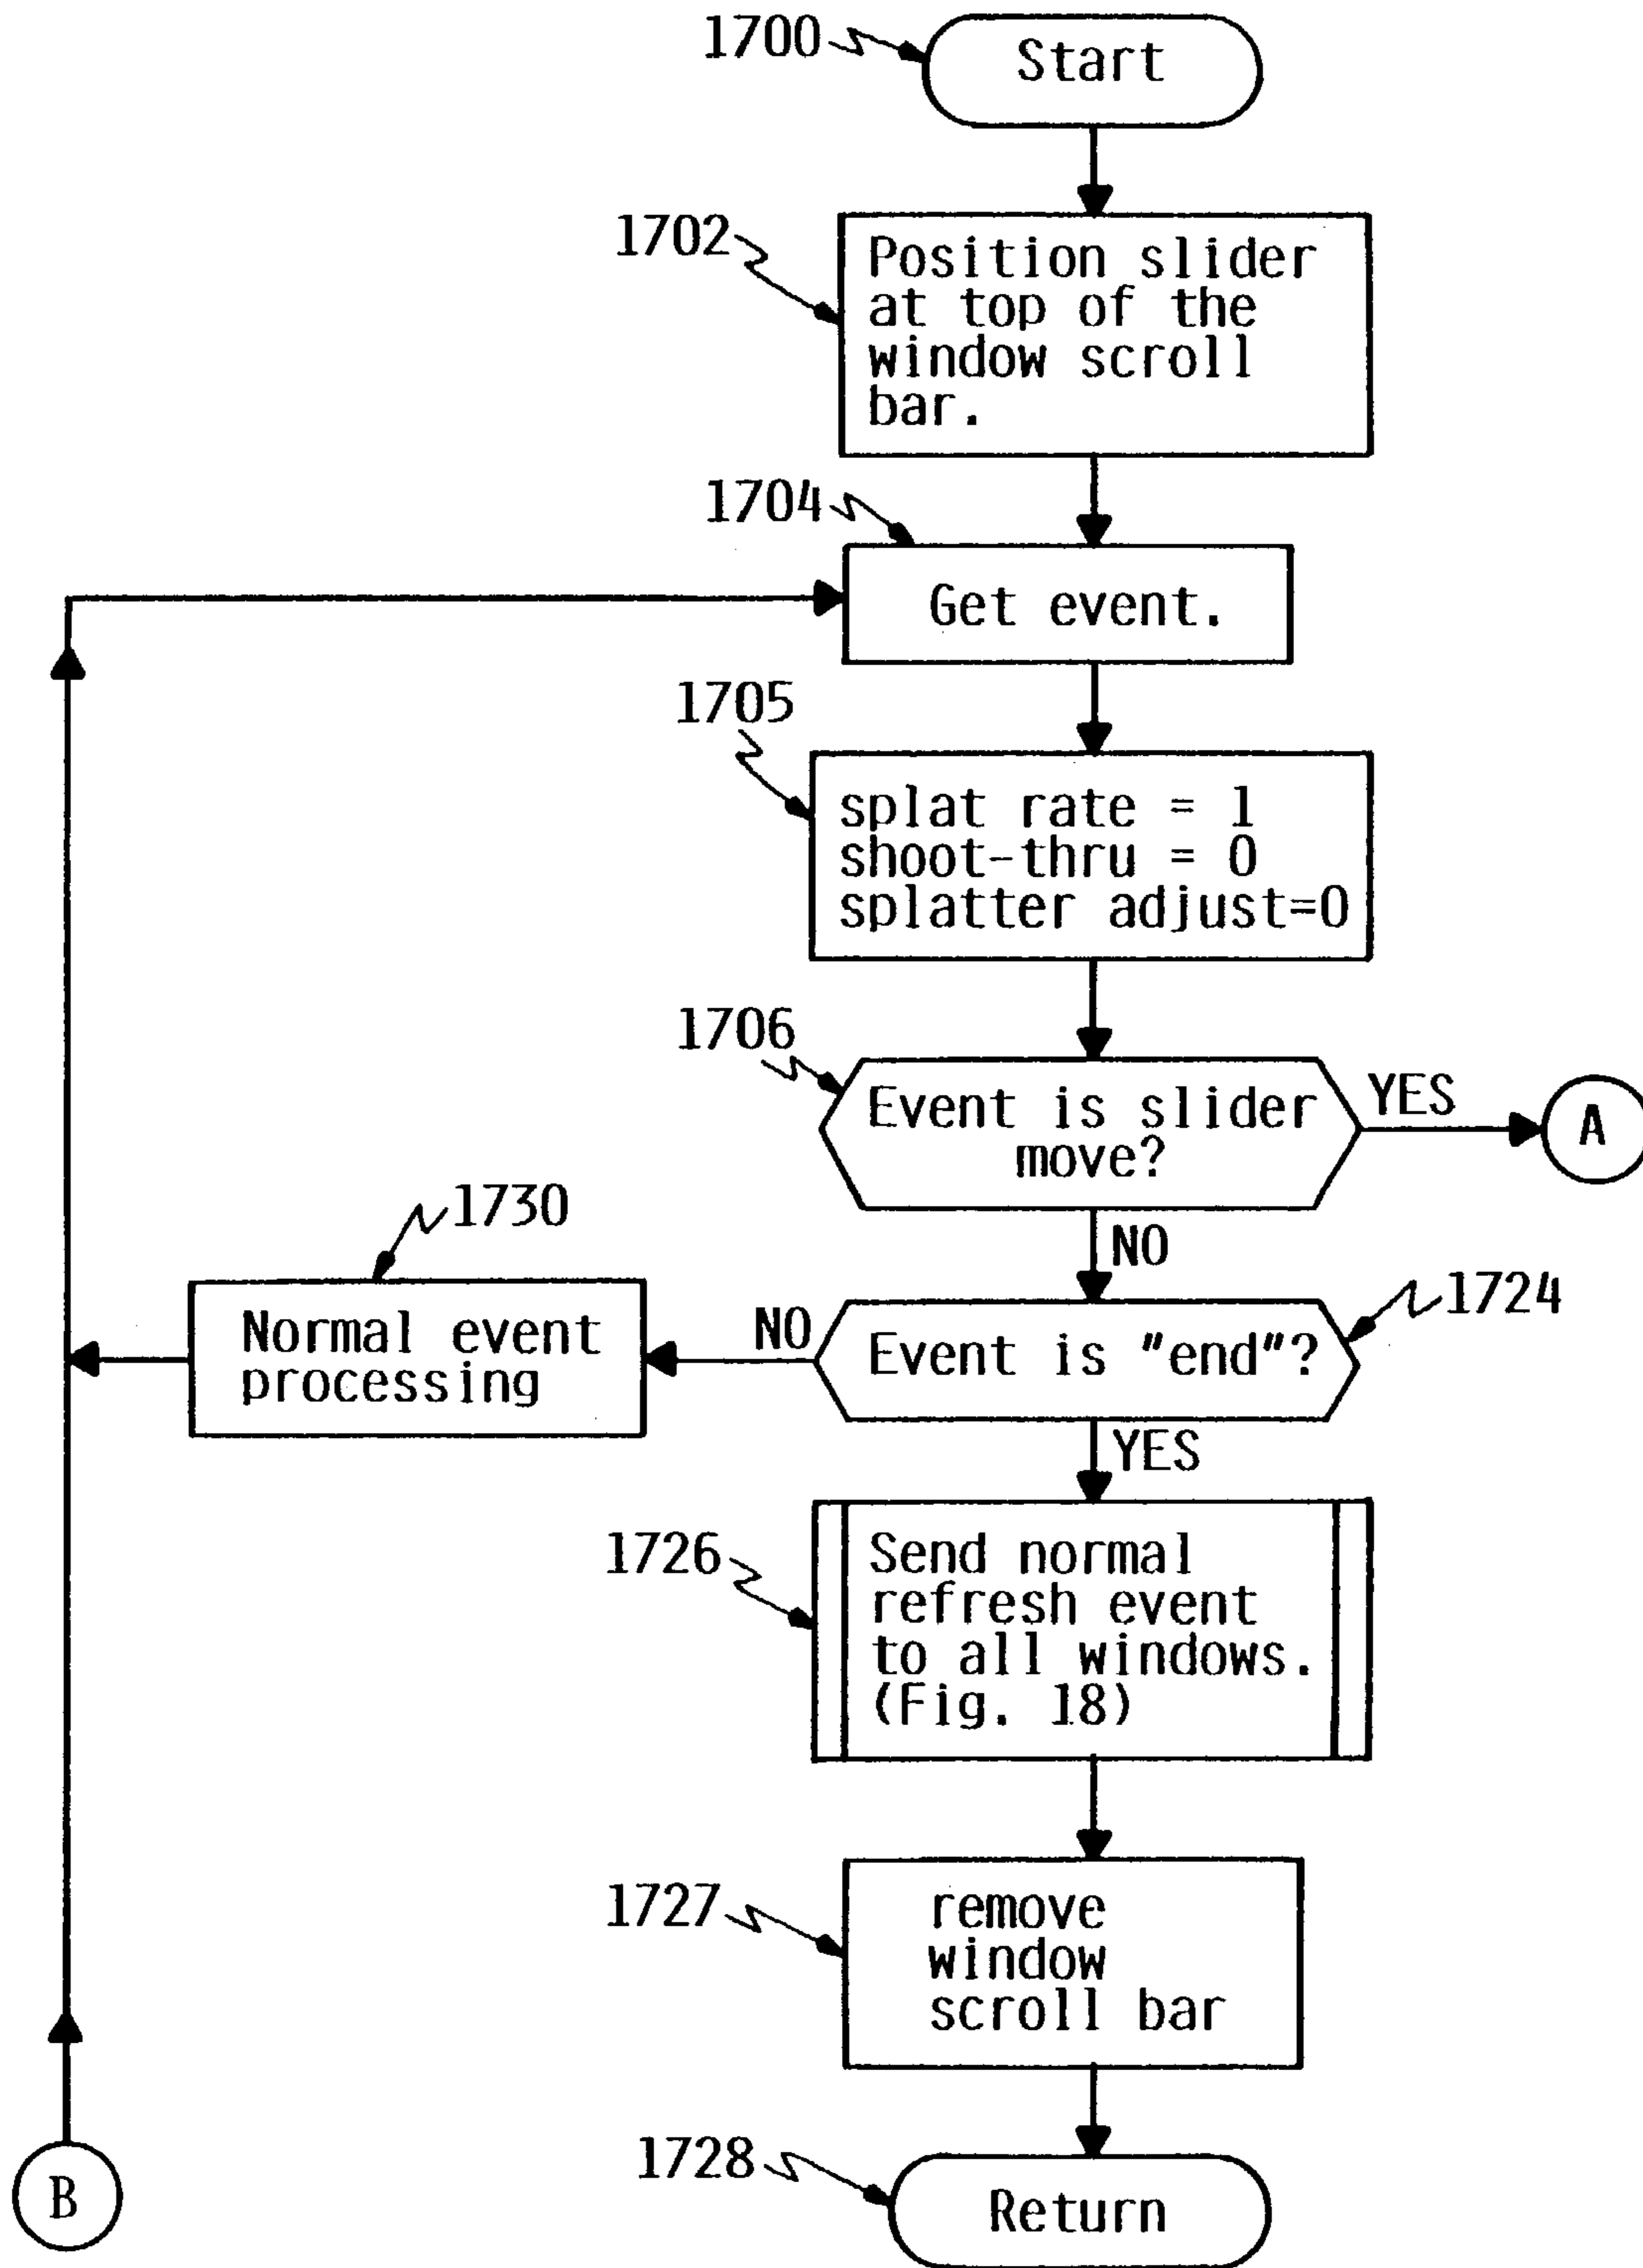 1700
Start
1702
Position slider
at top of the
window scroll
bar.
1704
Get event.
1705
splat rate = 1
shoot-thru = 0
splatter adjust=0
1706
Event is slider
move?
YES
A
NO
1730
Normal event
processing
NO
Event is "end"?
1724
YES
1726
Send normal
refresh event
to all windows.
(Fig. 18)
1727
remove
window
scroll bar
1728
Return
B